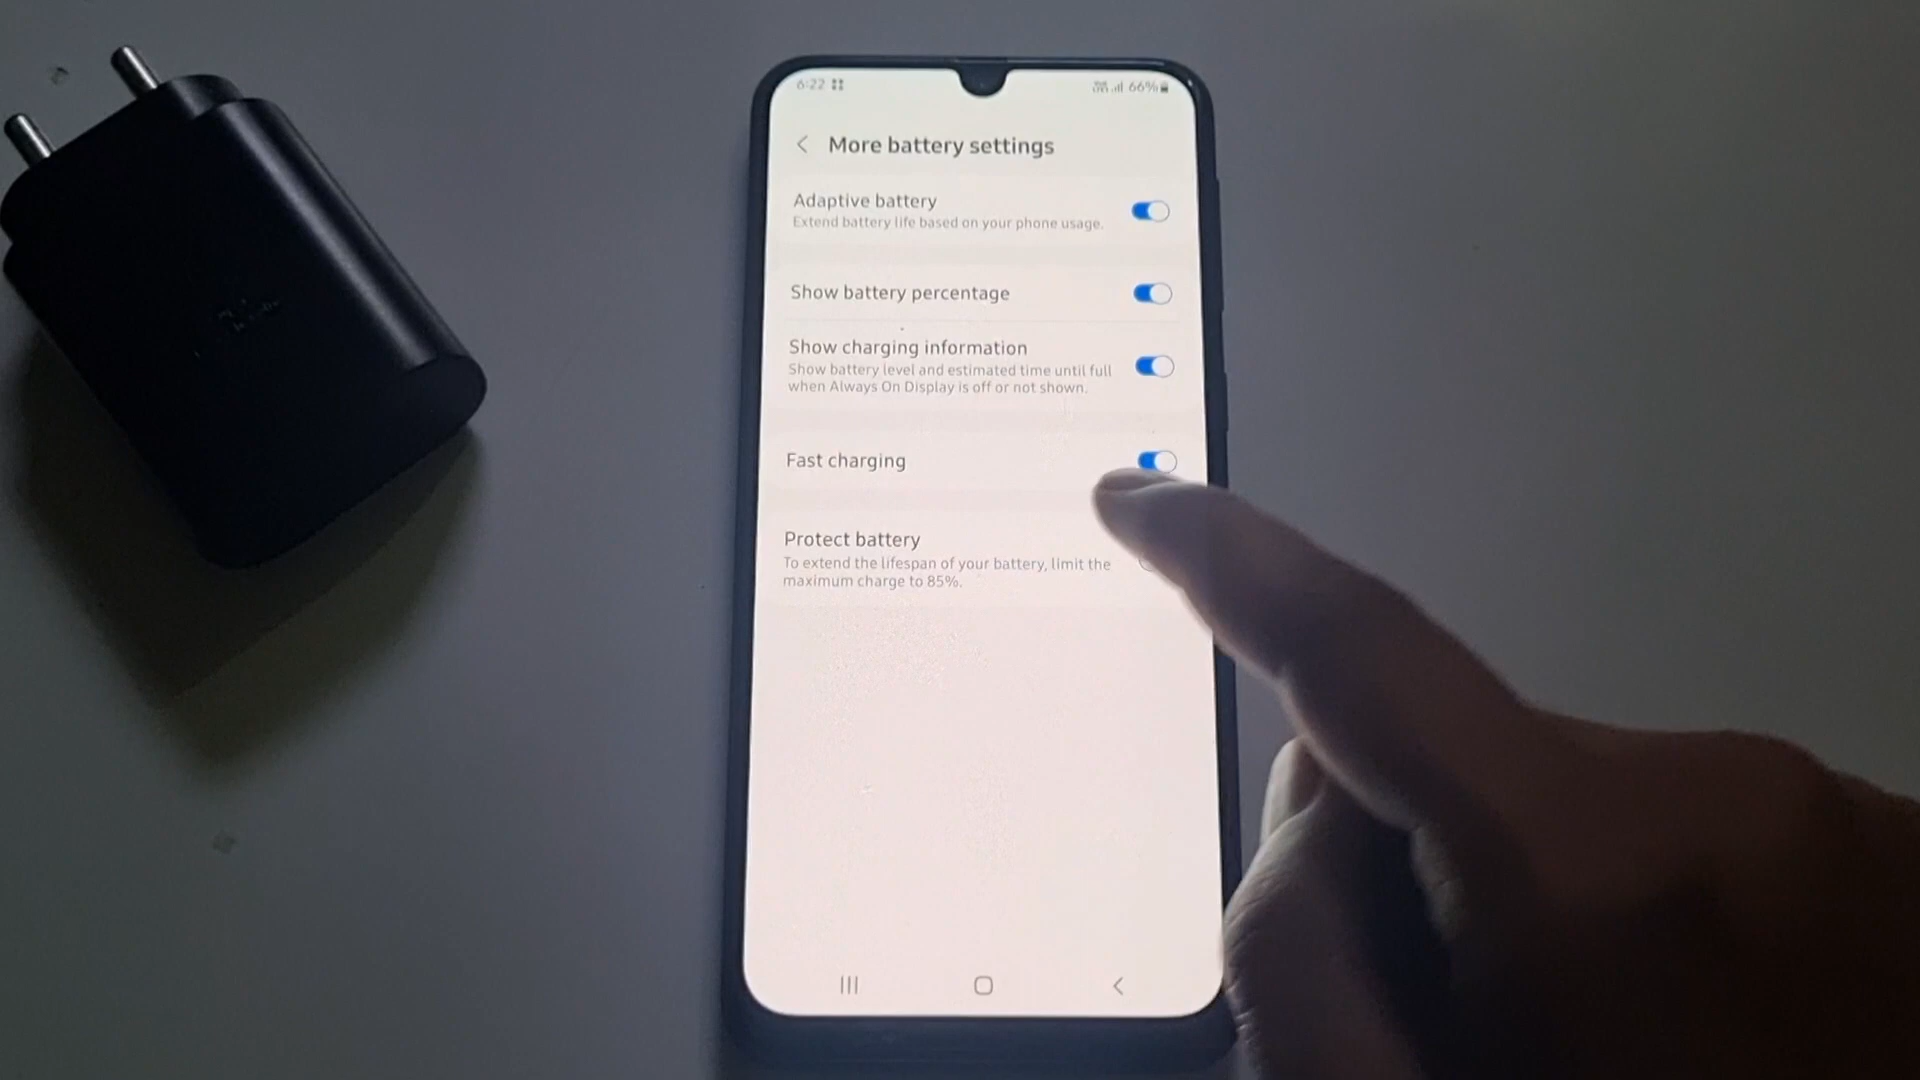 6:22
66%
More battery settings
Adaptive battery
Extend battery life based on your phone usage.
Show battery percentage
Show charging information
Show battery level and estimated time until full
when Always On Display is off or not shown.
Fast charging
Protect battery
To extend the lifespan of your battery, limit the
maximum charge to 85%.